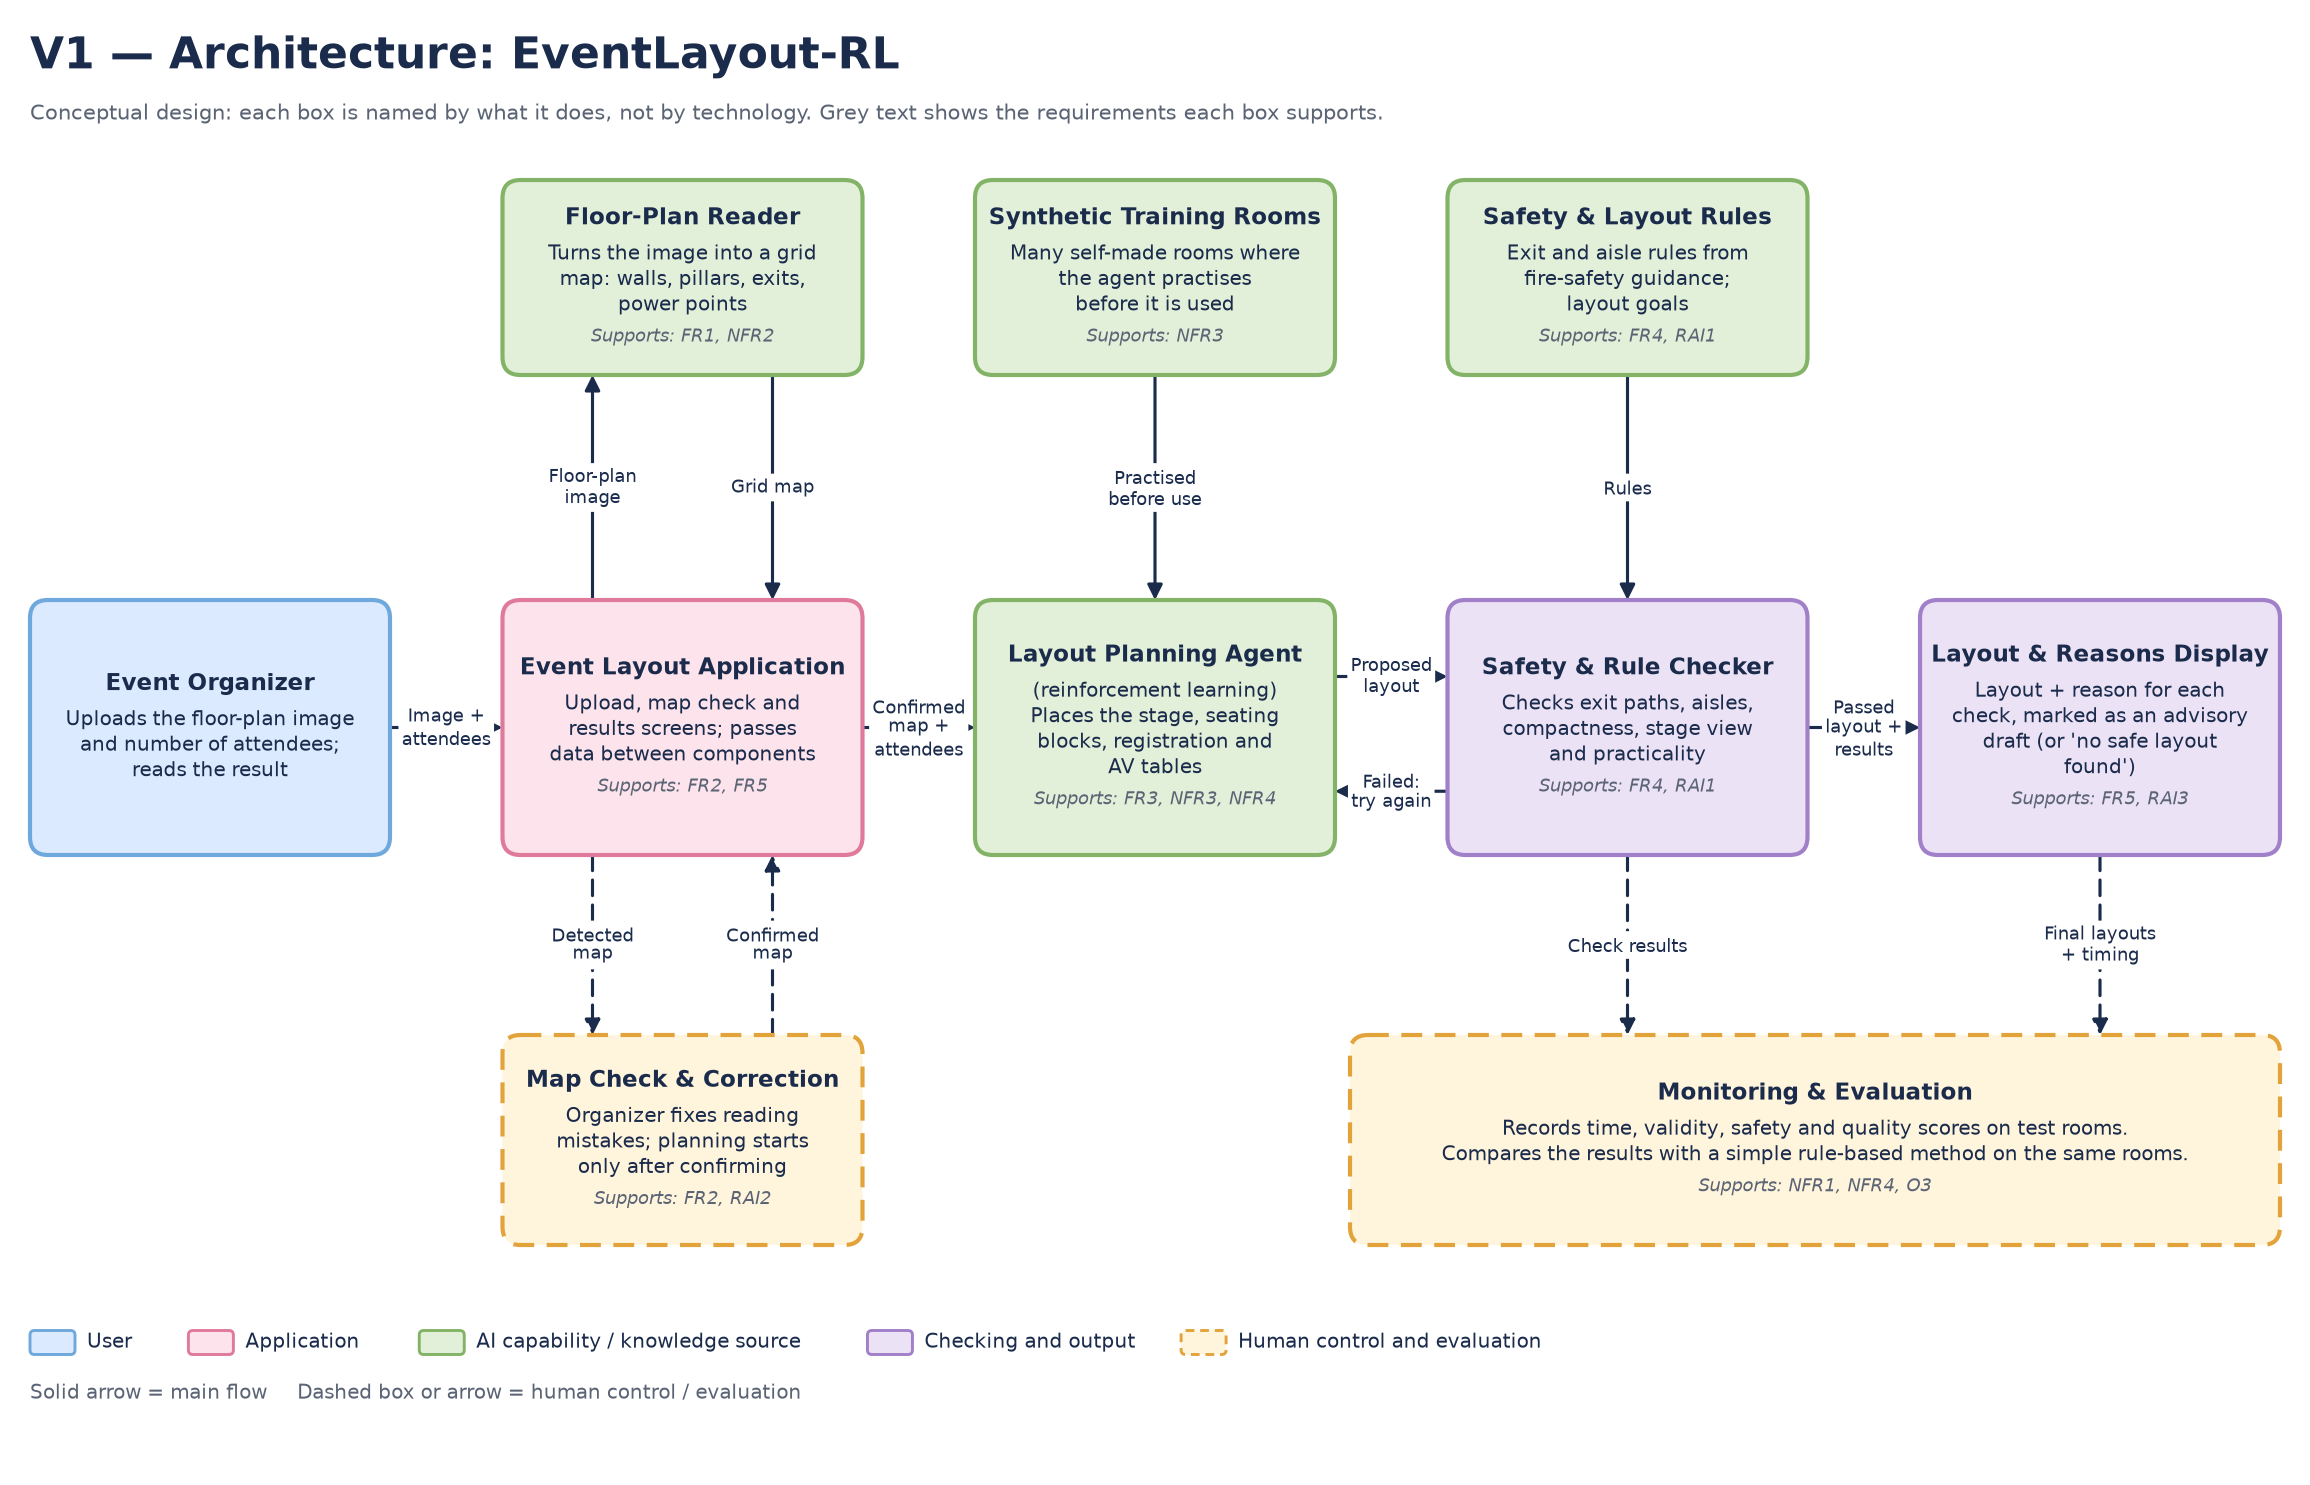 V1 — Architecture: EventLayout-RL
Conceptual design: each box is named by what it does, not by technology. Grey text shows the requirements each box supports.
Floor-Plan Reader
Turns the image into a grid
map: walls, pillars, exits,
power points
Supports: FR1, NFR2
Synthetic Training Rooms
Many self-made rooms where
the agent practises
before it is used
Supports: NFR3
Safety & Layout Rules
Exit and aisle rules from
fire-safety guidance;
layout goals
Supports: FR4, RAI1
Floor-plan
image
Grid map
Practised
before use
Rules
Event Organizer
Uploads the floor-plan image
and number of attendees;
reads the result
Image +
attendees
Event Layout Application
Upload, map check and
results screens; passes
data between components
Supports: FR2, FR5
Confirmed
map +
attendees
Layout Planning Agent
(reinforcement learning)
Places the stage, seating
blocks, registration and
AV tables
Supports: FR3, NFR3, NFR4
Proposed
layout
Failed:
try again
Safety & Rule Checker
Checks exit paths, aisles,
compactness, stage view
and practicality
Supports: FR4, RAI1
Passed
layout +
results
Layout & Reasons Display
Layout + reason for each
check, marked as an advisory
draft (or 'no safe layout
found')
Supports: FR5, RAI3
Detected
map
Confirmed
map
Check results
Final layouts
+ timing
Map Check & Correction
Organizer fixes reading
mistakes; planning starts
only after confirming
Supports: FR2, RAI2
Monitoring & Evaluation
Records time, validity, safety and quality scores on test rooms.
Compares the results with a simple rule-based method on the same rooms.
Supports: NFR1, NFR4, O3
User
Application
AI capability / knowledge source
Checking and output
Human control and evaluation
Solid arrow = main flow
Dashed box or arrow = human control / evaluation